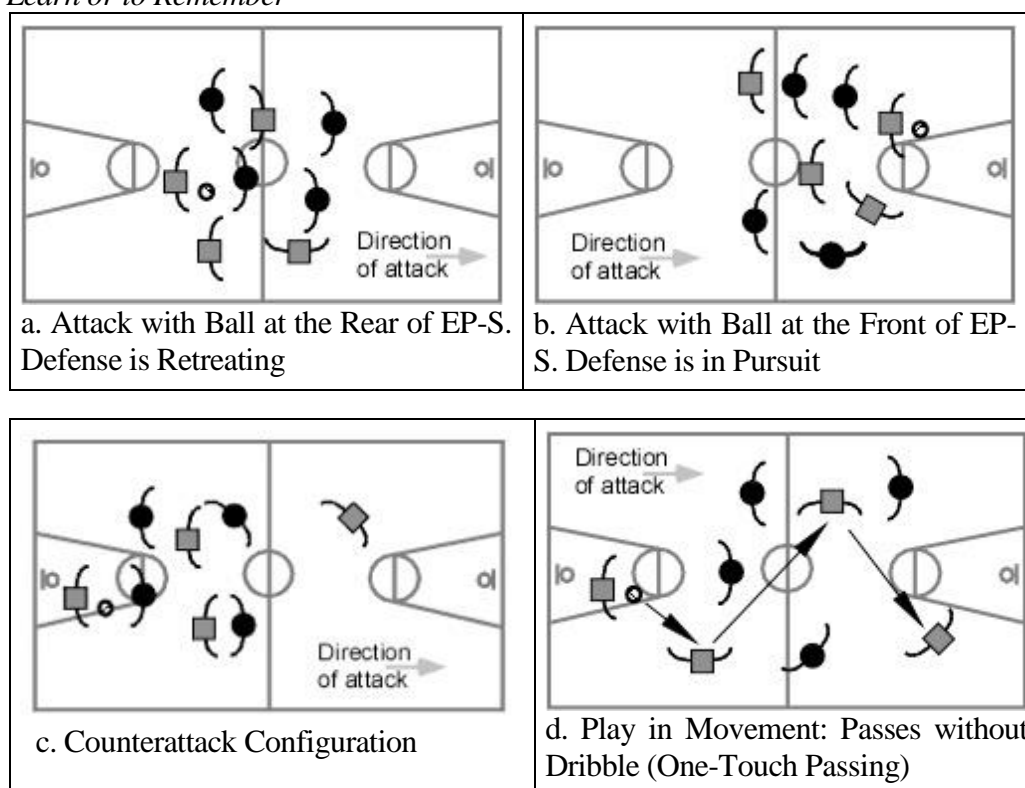 Learn or to Remember
Direction
of attack
Direction
of attack
a. Attack with Ball at the Rear of EP-S.
Defense is Retreating
b. Attack with Ball at the Front of EP-
S. Defense is in Pursuit
Direction
of attack
Direction
of attack
c. Counterattack Configuration
d. Play in Movement: Passes without
Dribble (One-Touch Passing)